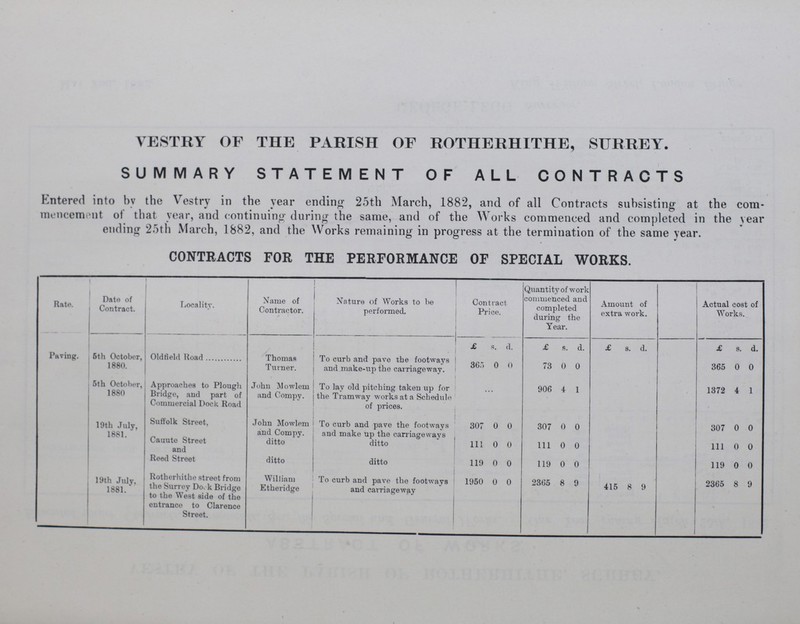 VESTRY OF THE PARISH OF ROTHERHITHE, SURREY.
SUMMARY STATEMENT OF ALL CONTRACTS
Entered into by the Vestry in the year ending 25th March, 1882, and of all Contracts subsisting at the com-
mencement of that year, and continuing during the same, and of the Works commenced and completed in the year
ending 25th March, 1882, and the Works remaining in progress at the termination of the same year.
CONTRACTS FOR THE PERFORMANCE OF SPECIAL WORKS.
Rate. Date of Contract. Locality. Name of Contractor. Nature of Works to be performed. Contract Price. Quantity of work commenced and completed during the Year. Amount of extra work. Actual cost of Works.
£ s. d. £ s. d. £ s. d. £ s. d.
Paving. 5th October, Oldfield Road ............ Thomas To curb and pave the footways
1880. Turner. and make-up the carriageway. 365 0 0 73 0 0 365 0 0
5th October, Approaches to Plough John Mowlem To lay old pitching taken up for ... 906 4 1 1372 4 1
1880 Bridge, and part of and Compy. the Tramway works at a Schedule
Commercial Dock Road of prices.
19th July, Suffolk Street, John Mowlem To curb and pave the footways 307 0 0 307 0 0 307 0 0
1881. and Compy. and make up the carriageways
Canute Street ditto ditto 111 0 0 111 0 0 111 0 0
and
Reed Street ditto ditto 119 0 0 119 0 0 119 0 0
19th July, Rotherhithe street from William To curb and pave the footways 1950 0 0 2365 8 9 415 8 9 2365 8 9
1881. the Surrey Dock Bridge Etheridge and carriageway
to the West side of the
entrance to Clarence
Street.